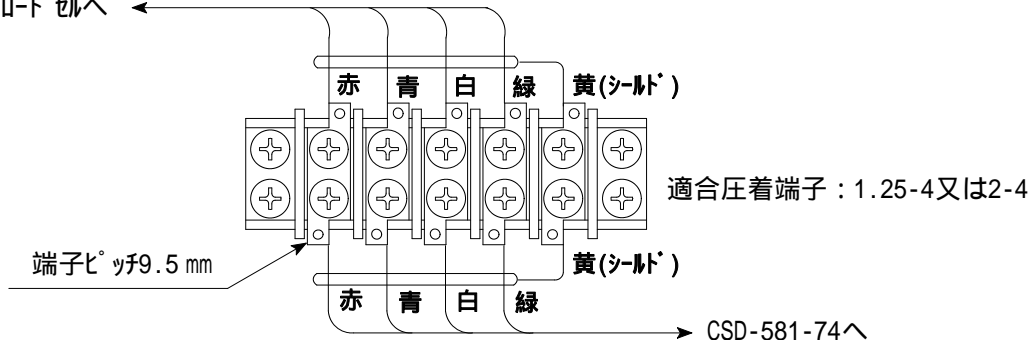 ﾛｰﾄﾞｾﾙへ
赤 青 白 緑 黄(ｼｰﾙﾄﾞ)
適合圧着端子：1.25-4又は2-4
端子ﾋﾟｯﾁ9.5㎜
黄(ｼｰﾙﾄﾞ)
赤 青 白 緑
CSD-581-74へ